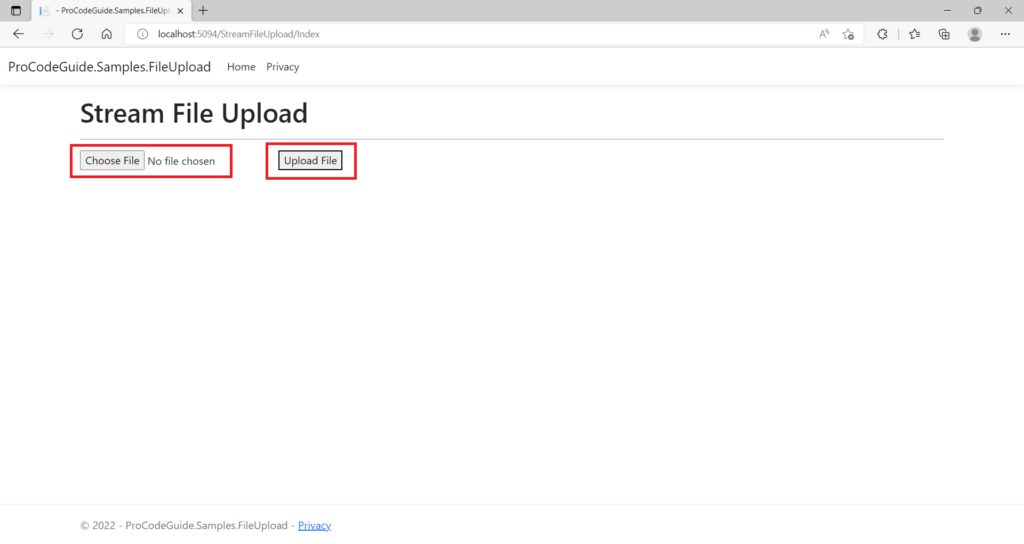 - ProCodeGuide.Samples.FileUpl
localhost:5094/StreamFileUpload/Index
ProCodeGuide.Samples.FileUpload Home Privacy
Stream File Upload
Choose File No file chosen Upload File
© 2022 - ProCodeGuide.Samples.FileUpload - Privacy